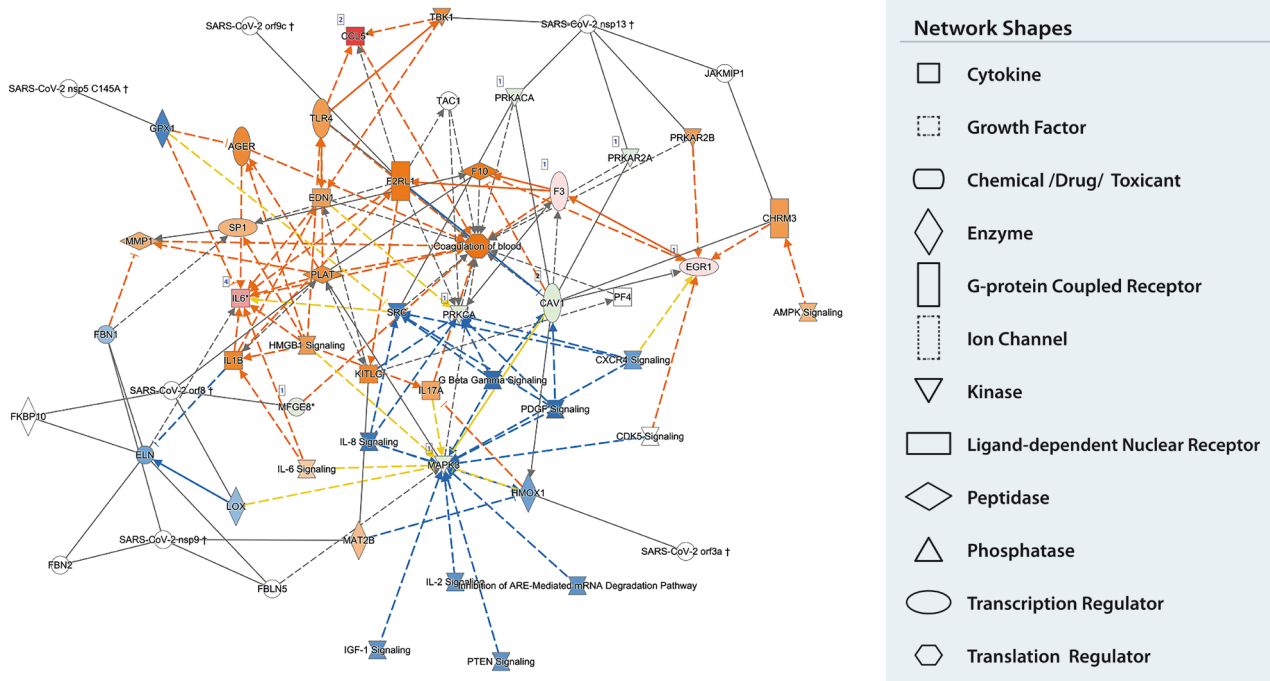 TBK1
2
SARS-CoV-2 orf9c †
SARS-CoV-2 nsp13 †
CCL5*
JAKMIP1
SARS-CoV-2 nsp5 C145A †
1
TAC1
PRKACA
TLR4
GPX1
PRKAR2B
1
AGER
PRKAR2A
1
F2RL1
F10
F3
EDN1
CHRM3
SP1
MMP1
Coagulation of blood
1
EGR1
PLAT
2
4
IL6*
1
CAV1
PF4
SRC
PRKCA
AMPK Signaling
FBN1
HMGB1 Signaling
IL1B
CXCR4 Signaling
KITLG
G Beta Gamma Signaling
SARS-CoV-2 orf8 †
1
IL17A
MFGE8*
PDGF Signaling
FKBP10
CDK5 Signaling
IL-8 Signaling
1
ELN
IL-6 Signaling
MAPK3
HMOX1
LOX
SARS-CoV-2 nsp9 †
MAT2B
SARS-CoV-2 orf3a †
FBN2
FBLN5
IL-2 Signaling
Inhibition of ARE-Mediated mRNA Degradation Pathway
IGF-1 Signaling
PTEN Signaling
Network Shapes
Cytokine
Growth Factor
Chemical /Drug/ Toxicant
Enzyme
G-protein Coupled Receptor
Ion Channel
Kinase
Ligand-dependent Nuclear Receptor
Peptidase
Phosphatase
Transcription Regulator
Translation Regulator